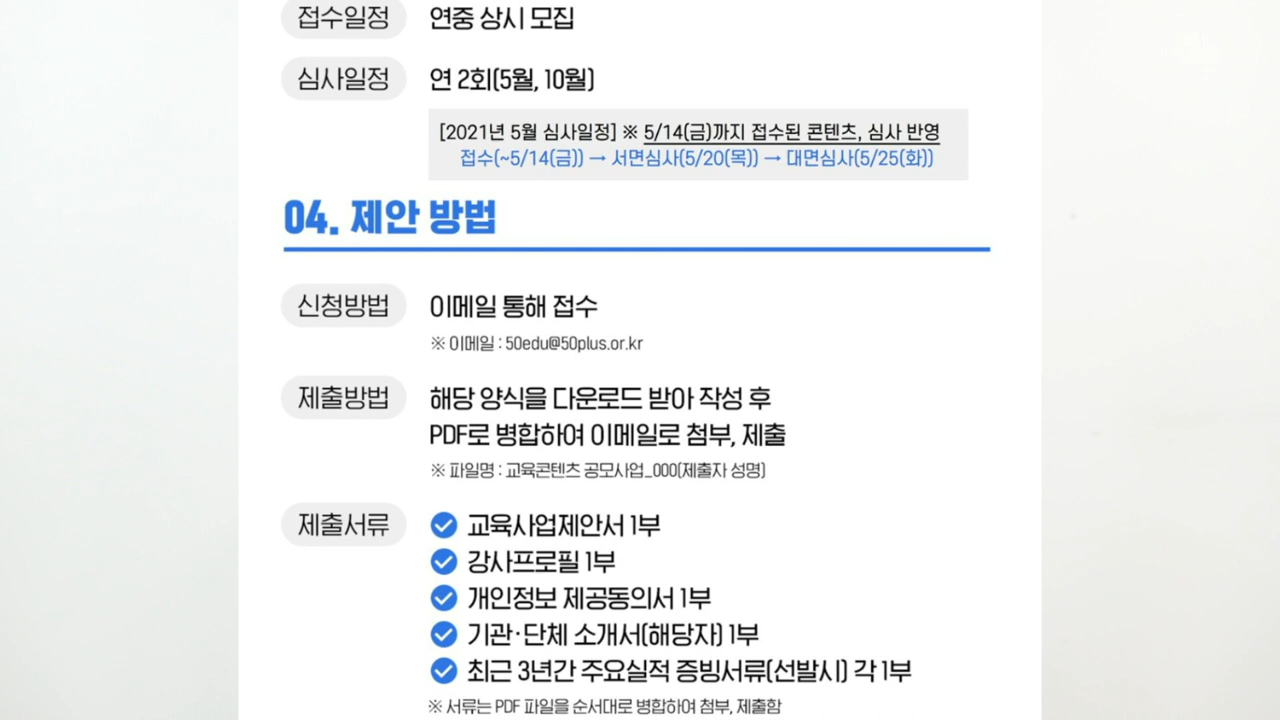 접수일정 연중 상시 모집
심사일정 연 2회(5월, 10월)
[2021년 5월 심사일정] ※ 5/14(금)까지 접수된 콘텐츠, 심사 반영
접수(~5/14(금)) → 서면심사(5/20(목)) → 대면심사(5/25(화))
04. 제안 방법
신청방법 이메일 통해 접수
※ 이메일 : 50edu@50plus.or.kr
제출방법 해당 양식을 다운로드 받아 작성 후
PDF로 병합하여 이메일로 첨부, 제출
※ 파일명 : 교육콘텐츠 공모사업_000(제출자 성명)
제출서류 교육사업제안서 1부
강사프로필 1부
개인정보 제공동의서 1부
기관·단체 소개서(해당자) 1부
최근 3년간 주요실적 증빙서류(선발시) 각 1부
※ 서류는 PDF 파일을 순서대로 병합하여 첨부, 제출함